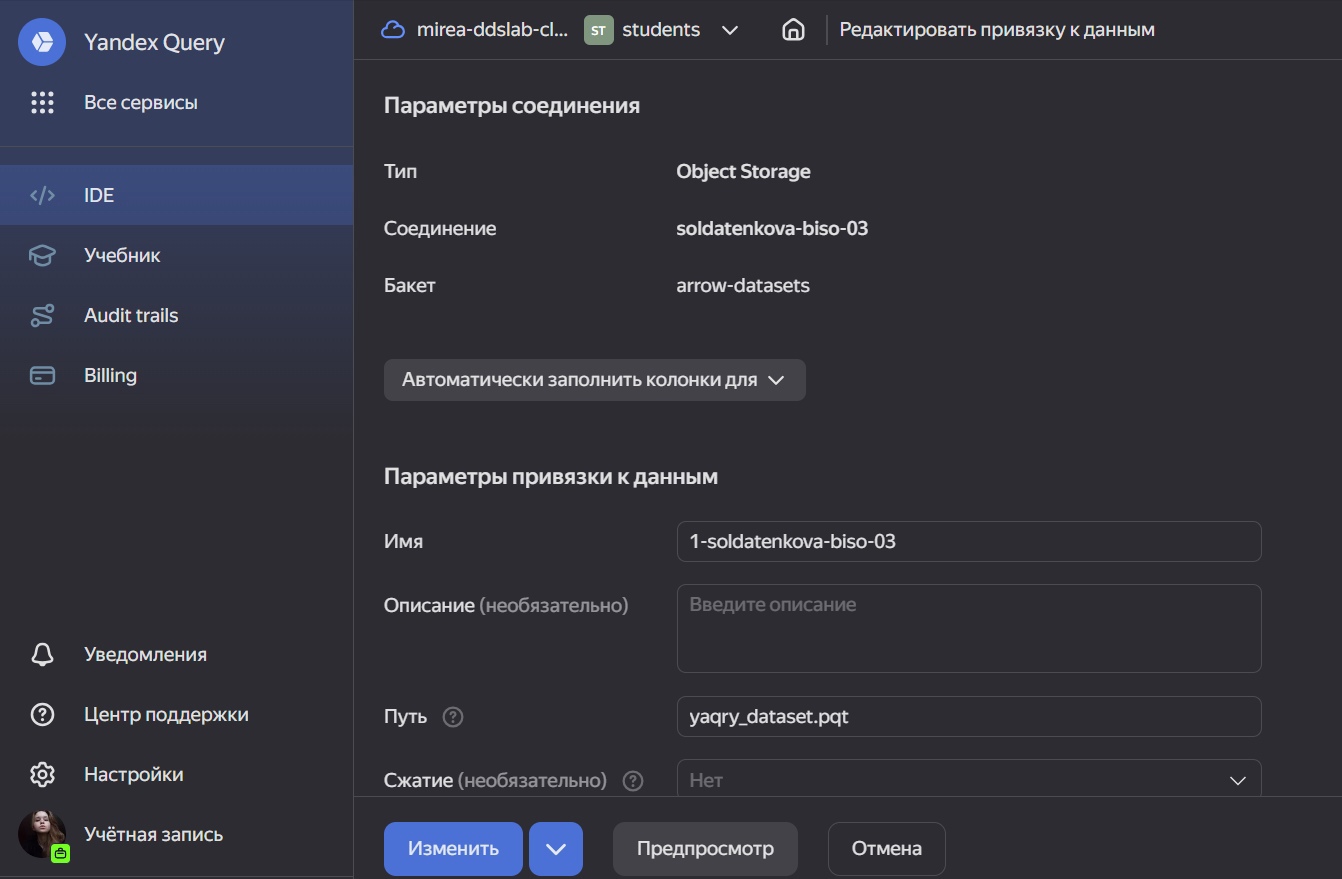 Yandex Query
Все сервисы
IDE
Учебник
Audit trails
Billing
Уведомления
Центр поддержки
Настройки
Учётная запись
mirea-ddslab-cl... ST students Редактировать привязку к данным
Параметры соединения
Тип Object Storage
Соединение soldatenkova-biso-03
Бакет arrow-datasets
Автоматически заполнить колонки для
Параметры привязки к данным
Имя 1-soldatenkova-biso-03
Описание (необязательно) Введите описание
Путь ? yaqry_dataset.pqt
Сжатие (необязательно) ? Нет
Изменить Предпросмотр Отмена